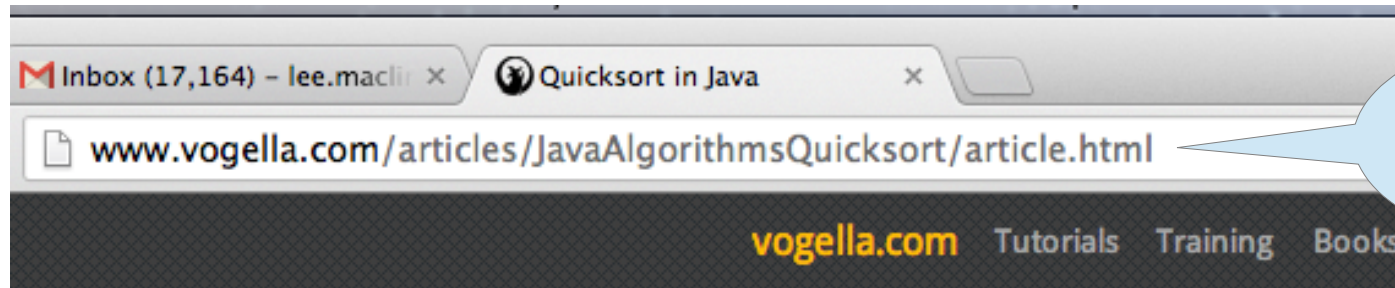 Inbox (17,164) – lee.macli × Quicksort in Java ×
www.vogella.com/articles/JavaAlgorithmsQuicksort/article.html
vogella.com Tutorials Training Books